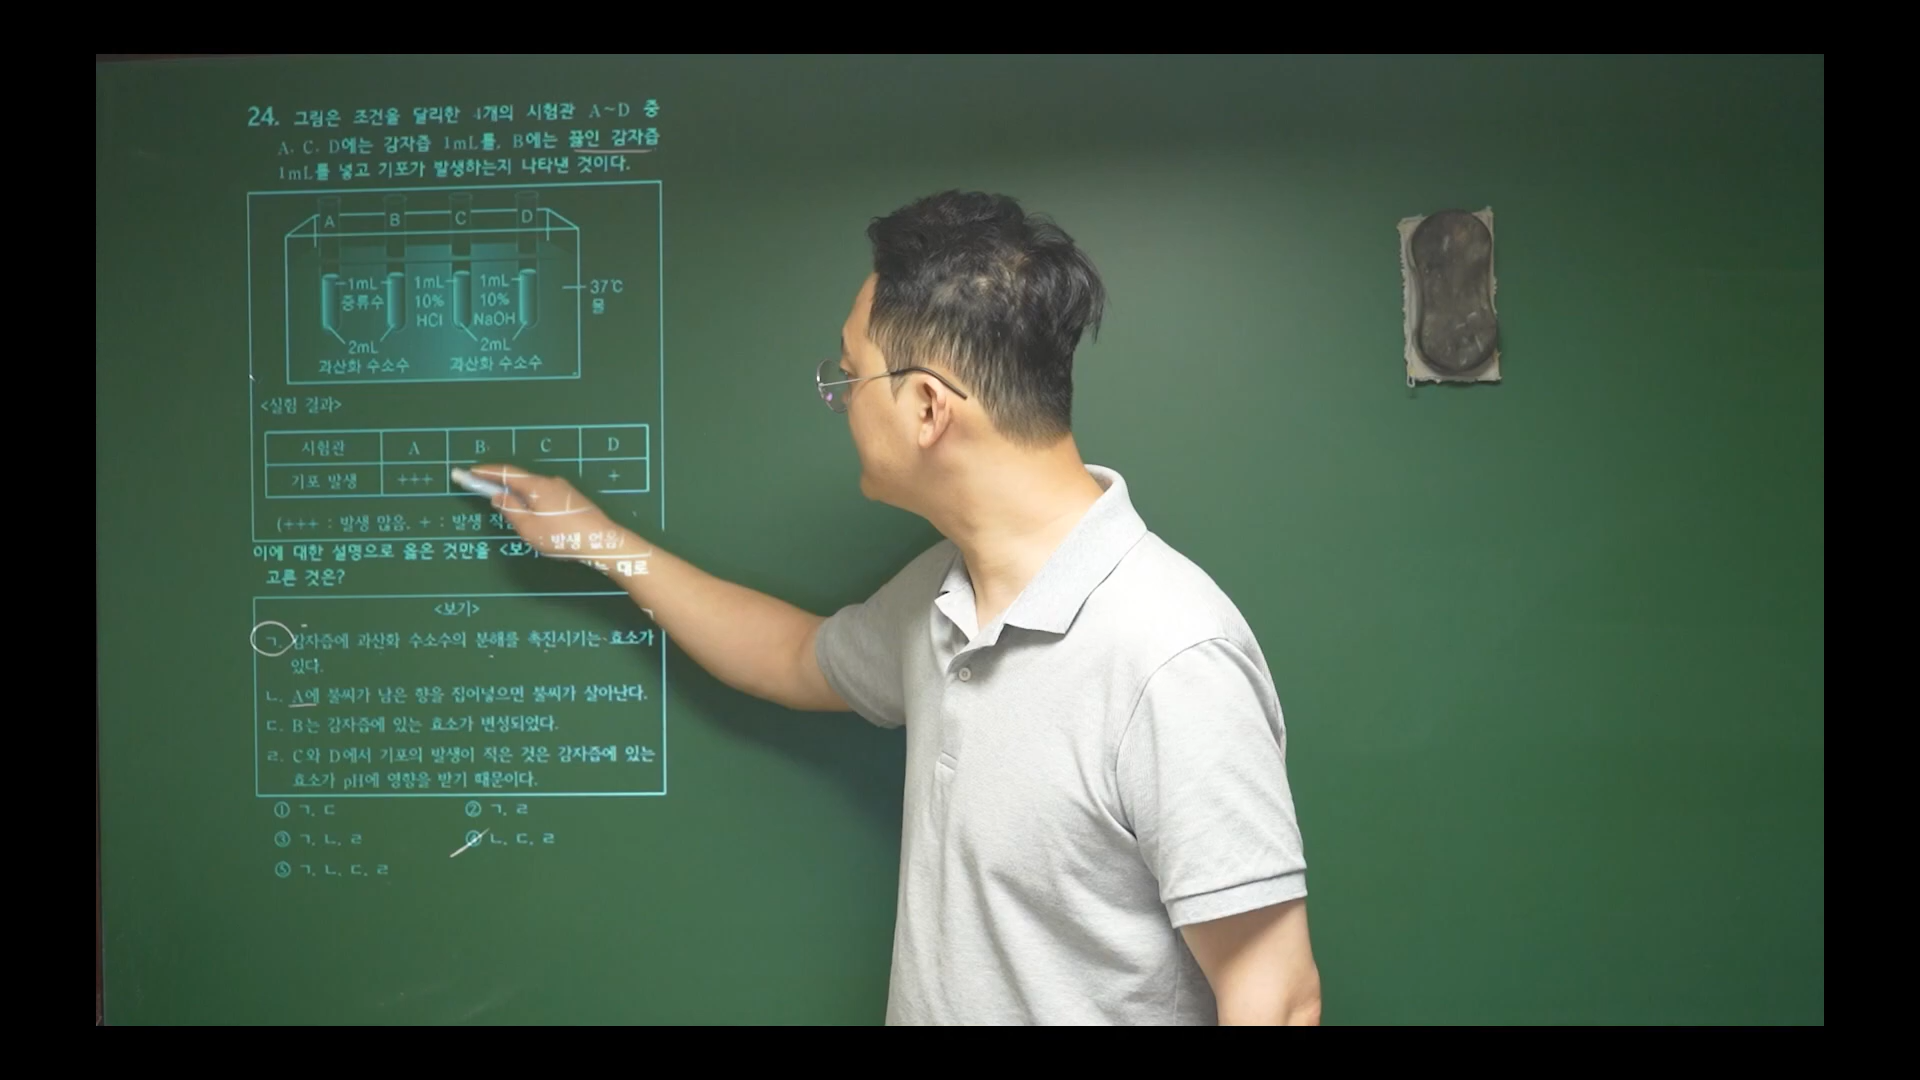 24. 그림은 조건을 달리한 4개의 시험관 A~D 중
A, C, D에는 감자즙 1mL를, B에는 끓인 감자즙
1mL를 넣고 기포가 발생하는지 나타낸 것이다.
A B C D
1mL 1mL 1mL
증류수 10% 10%
HCl NaOH
37℃
물
2mL 2mL
과산화 수소수 과산화 수소수
<실험 결과>
시험관 A B C D
기포 발생 +++ + +
(+++ : 발생 많음, + : 발생 적음
: 발생 없음)
이에 대한 설명으로 옳은 것만을 <보기
는 대로
고른 것은?
<보기>
ㄱ. 감자즙에 과산화 수소수의 분해를 촉진시키는 효소가
있다.
ㄴ. A에 불씨가 남은 향을 집어넣으면 불씨가 살아난다.
ㄷ. B는 감자즙에 있는 효소가 변성되었다.
ㄹ. C와 D에서 기포의 발생이 적은 것은 감자즙에 있는
효소가 pH에 영향을 받기 때문이다.
① ㄱ, ㄷ ② ㄱ, ㄹ
③ ㄱ, ㄴ, ㄹ ④ ㄴ, ㄷ, ㄹ
⑤ ㄱ, ㄴ, ㄷ, ㄹ